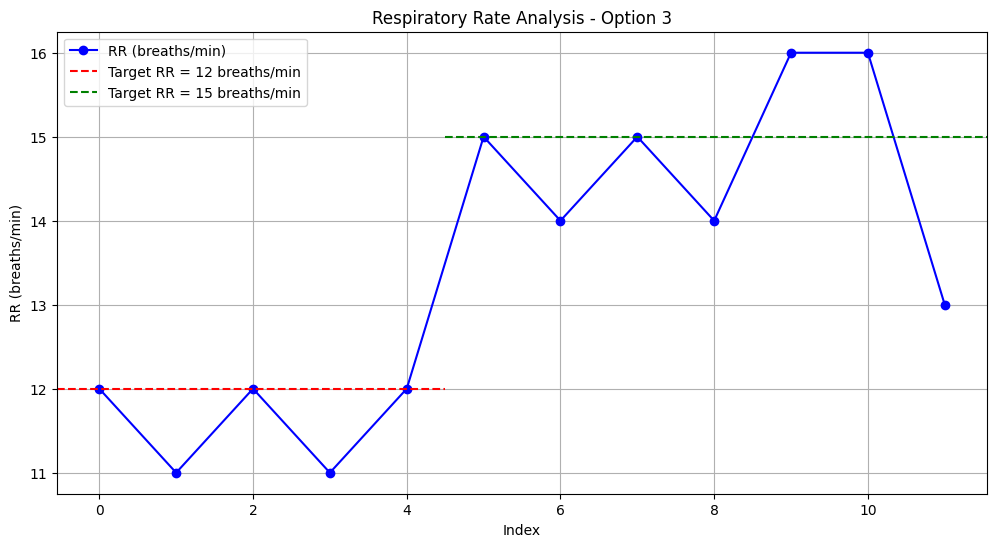 Respiratory Rate Analysis - Option 3
RR (breaths/min)
Target RR = 12 breaths/min
Target RR = 15 breaths/min
RR (breaths/min)
16
15
14
13
12
11
0 2 4 6 8 10
Index